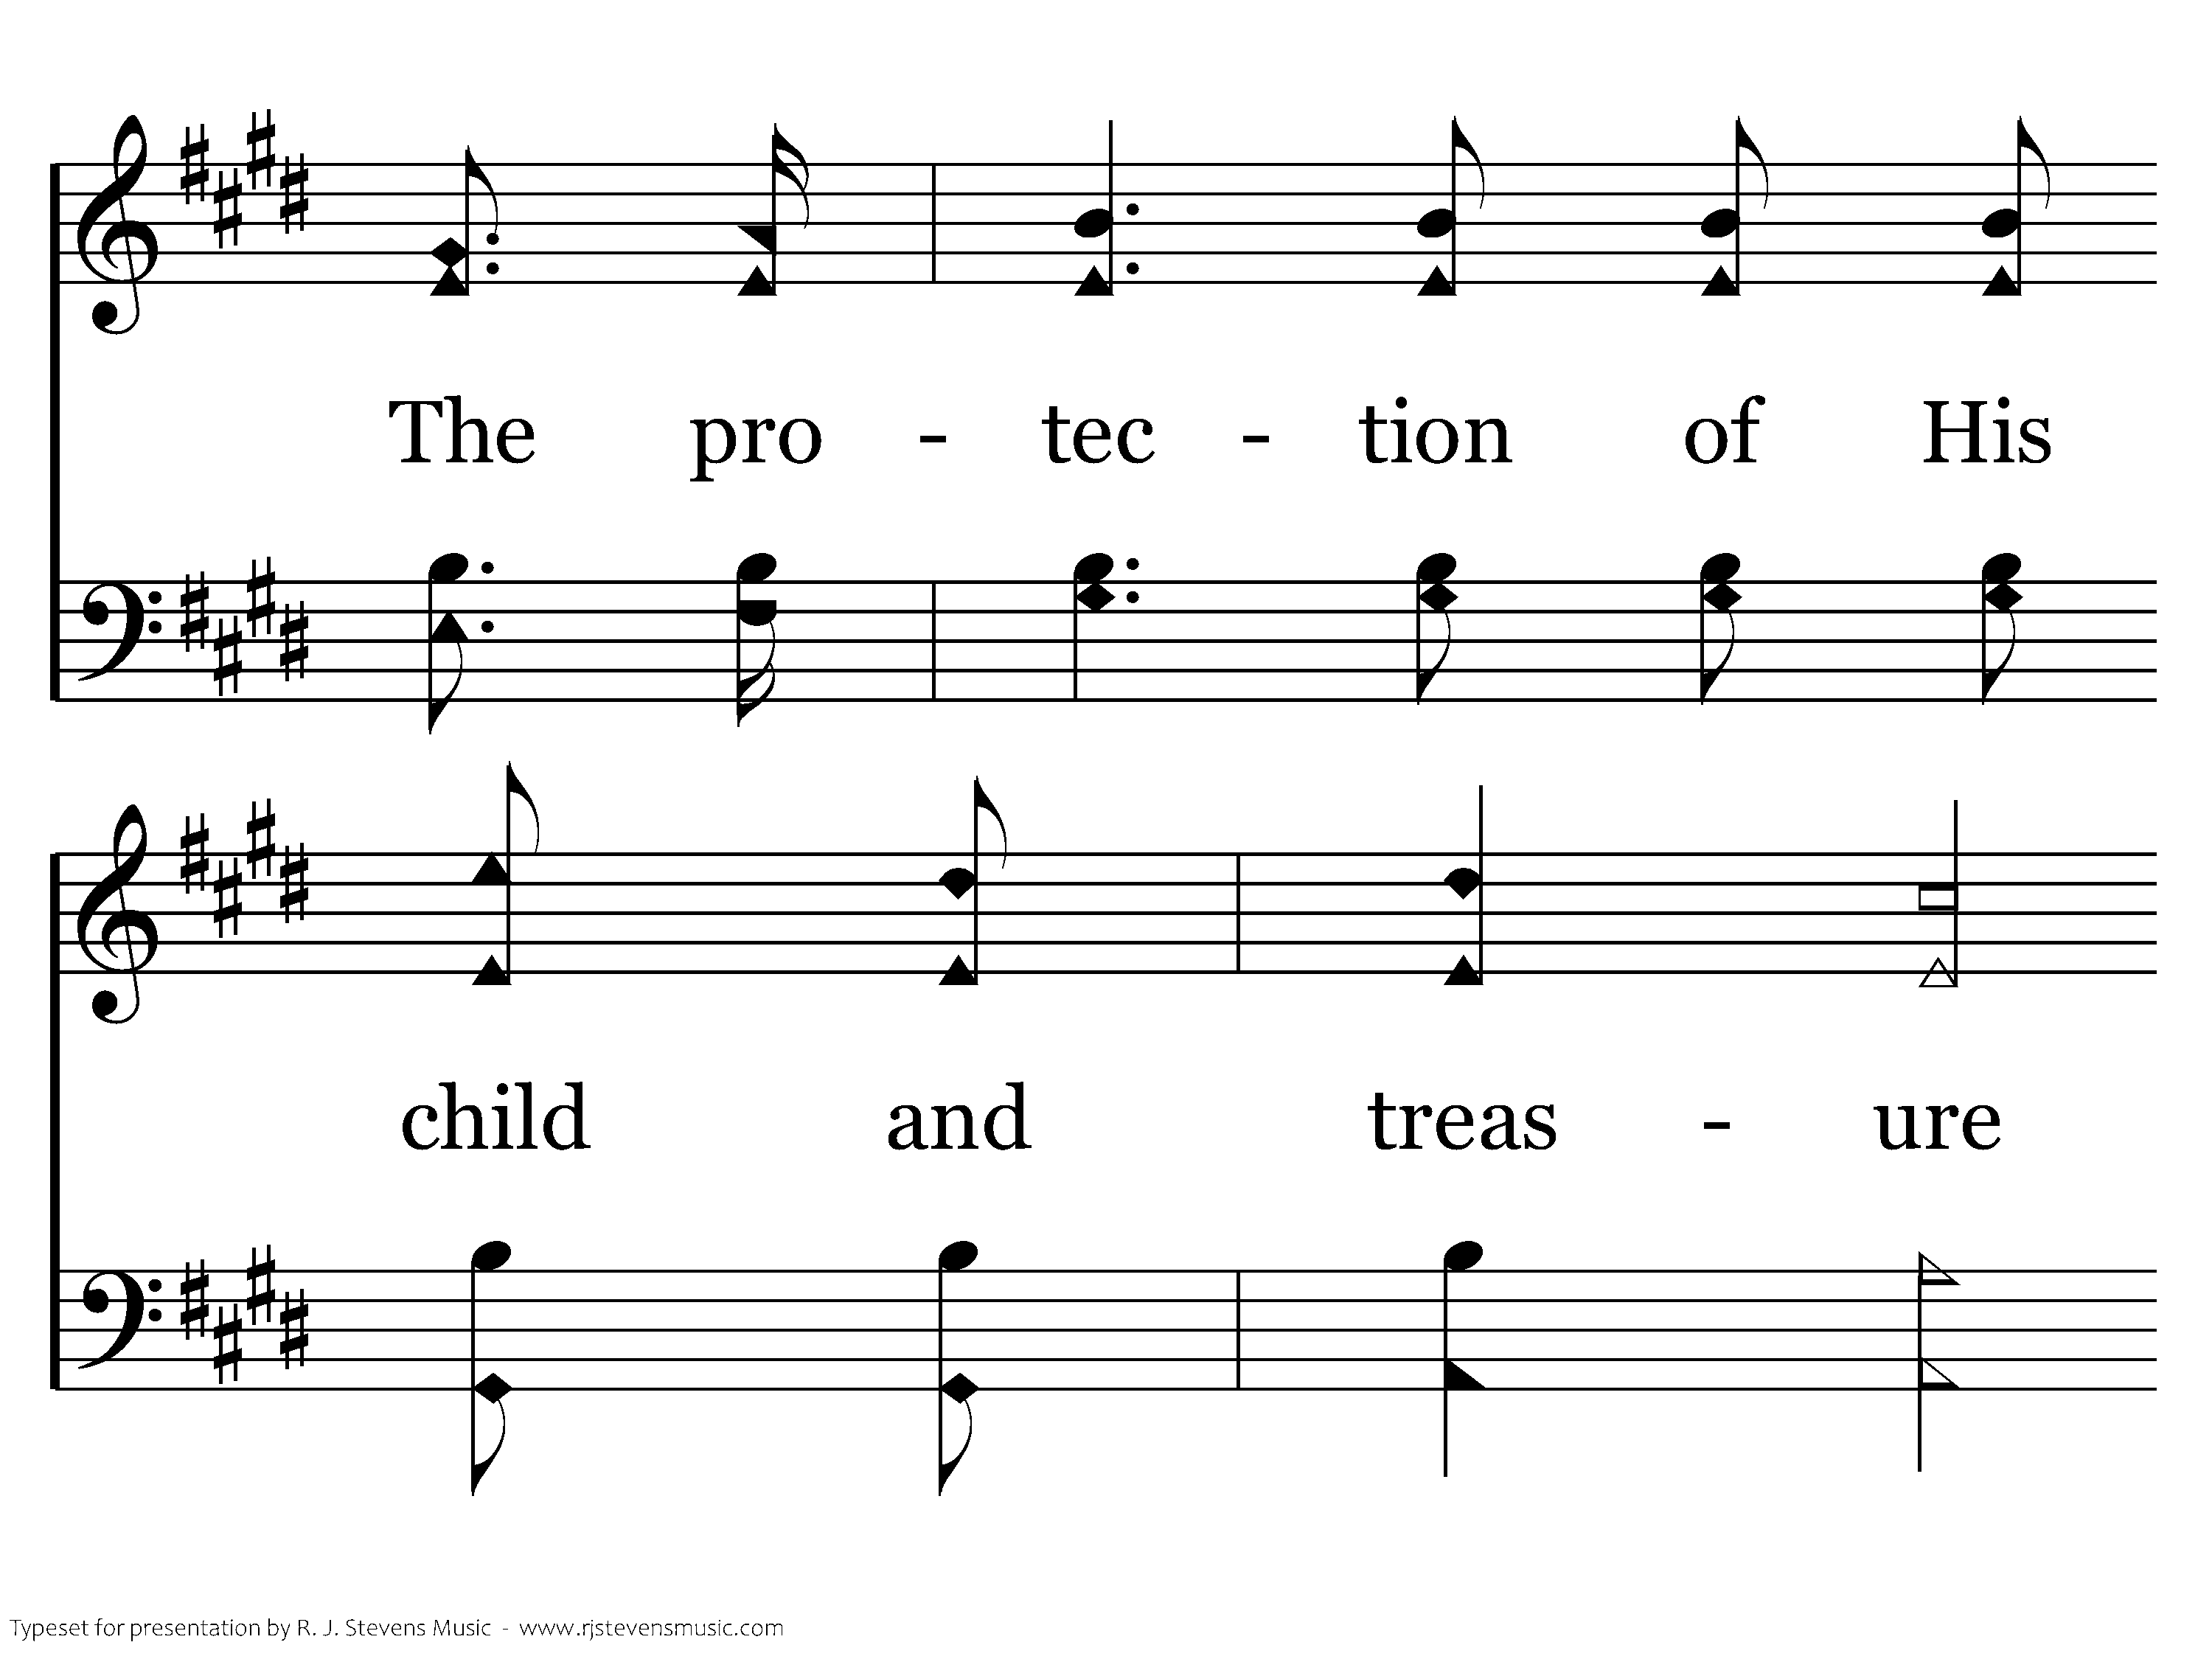 The pro - tec - tion of His
child and treas - ure
Typeset for presentation by R. J. Stevens Music - www.rjstevensmusic.com